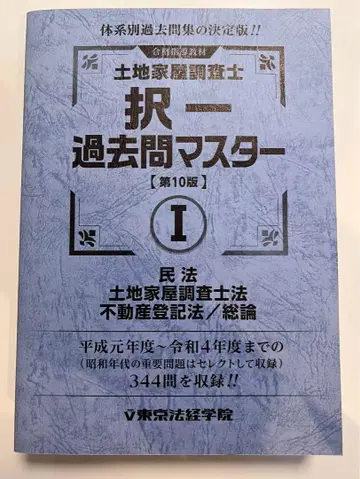 体系別過去問集の決定版!!
合格指導教材
土地家屋調査士
択一
過去問マスター
【第10版】
I
民法
土地家屋調査士法
不動産登記法／総論
平成元年度～令和4年度までの
(昭和年代の重要問題はセレクトして収録)
344問を収録!!
東京法経学院